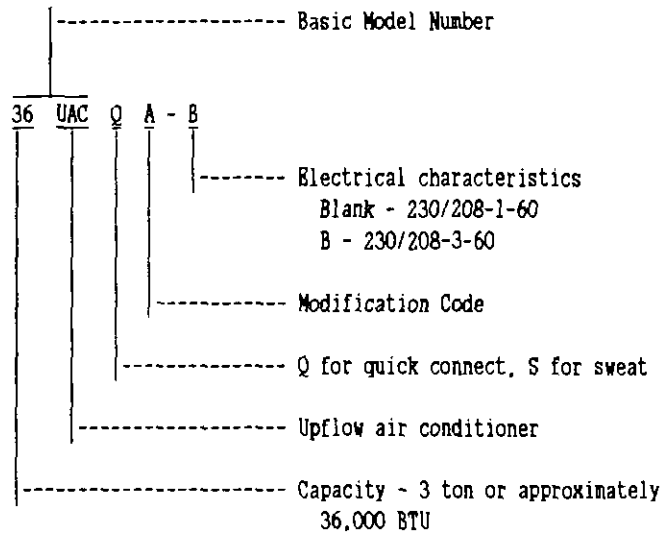 Basic Model Number
36 UAC Q A - B
Electrical characteristics
Blank - 230/208-1-60
B - 230/208-3-60
Modification Code
Q for quick connect, S for sweat
Upflow air conditioner
Capacity - 3 ton or approximately
36,000 BTU